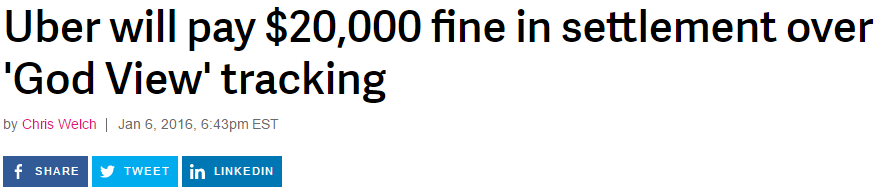 Uber will pay $20,000 fine in settlement over
'God View' tracking
by Chris Welch | Jan 6, 2016, 6:43pm EST
f SHARE TWEET in LINKEDIN